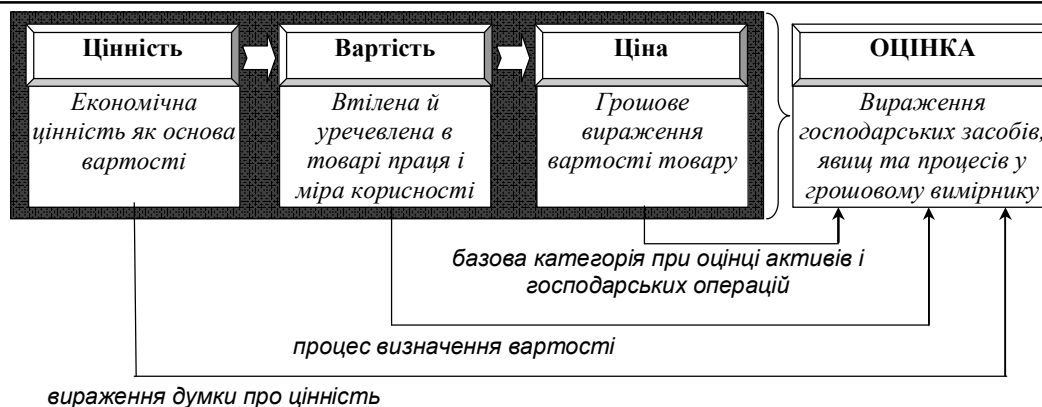 Цінність
Економічна
цінність як основа
вартості
Вартість
Втілена й
уречевлена в
товарі праця і
міра корисності
Ціна
Грошове
вираження
вартості товару
ОЦІНКА
Вираження
господарських засобів,
явищ та процесів у
грошовому вимірнику
базова категорія при оцінці активів і
господарських операцій
процес визначення вартості
вираження думки про цінність